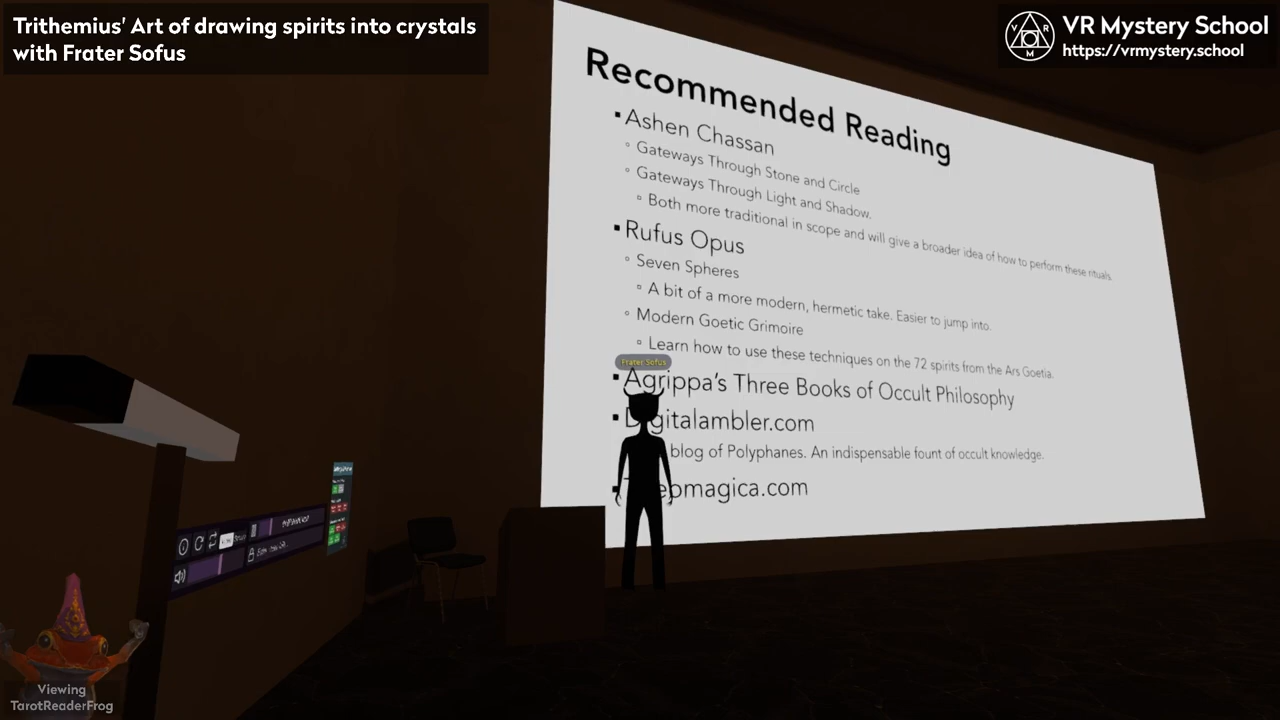 Trithemius' Art of drawing spirits into crystals
with Frater Sofus
V R
M
VR Mystery School
https://vrmystery.school
Recommended Reading
Ashen Chassan
Gateways Through Stone and Circle
Gateways Through Light and Shadow.
Both more traditional in scope and will give a broader idea of how to perform these rituals.
Rufus Opus
Seven Spheres
A bit of a more modern, hermetic take. Easier to jump into.
Modern Goetic Grimoire
Learn how to use these techniques on the 72 spirits from the Ars Goetia.
Frater Sofus
Agrippa's Three Books of Occult Philosophy
Digitalambler.com
blog of Polyphanes. An indispensable fount of occult knowledge.
pmagica.com
Viewing
TarotReaderFrog